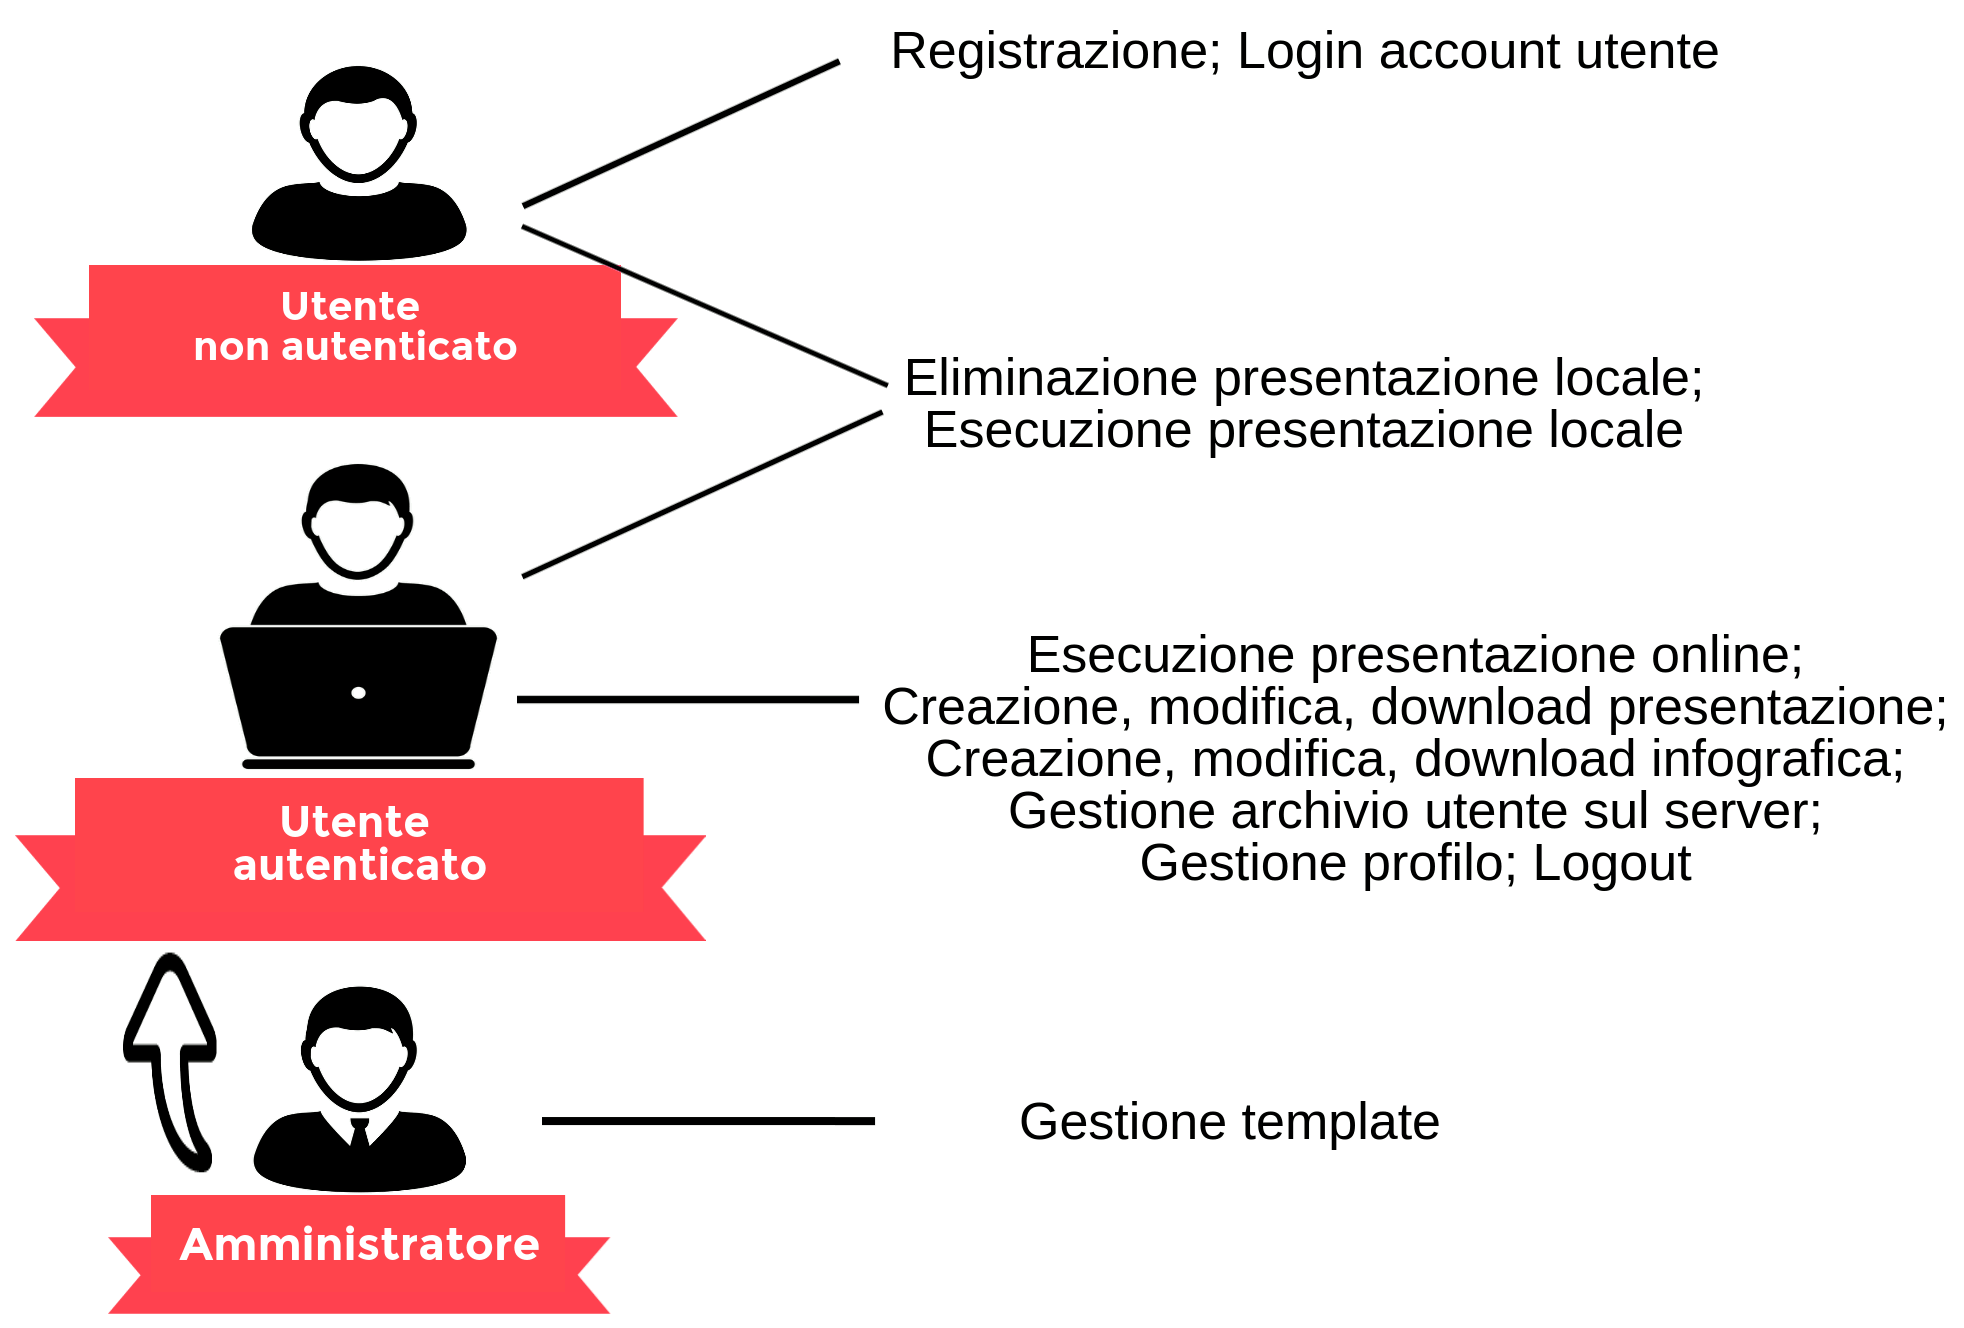 Registrazione; Login account utente
Utente
non autenticato
Eliminazione presentazione locale;
Esecuzione presentazione locale
Esecuzione presentazione online;
Creazione, modifica, download presentazione;
Creazione, modifica, download infografica;
Gestione archivio utente sul server;
Gestione profilo; Logout
Utente
autenticato
Gestione template
Amministratore